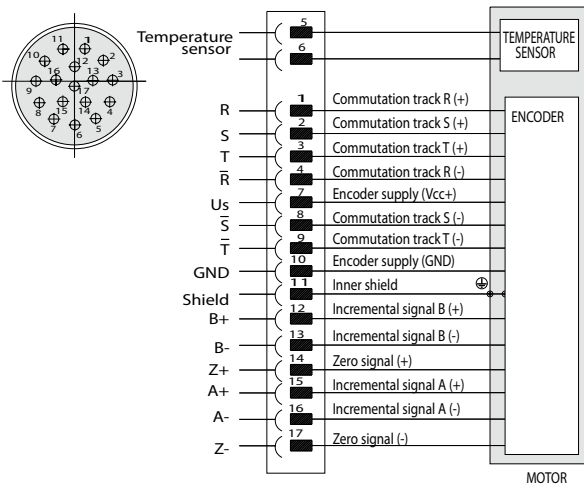 11 1
10 12 2
16 13
9 17 3
8 15 14 4
7 6 5
Temperature sensor
5
6
TEMPERATURE SENSOR
R 1 Commutation track R (+)
ENCODER
S 2 Commutation track S (+)
T 3 Commutation track T (+)
R̅ 4 Commutation track R (-)
Us 7 Encoder supply (Vcc+)
S̅ 8 Commutation track S (-)
T̅ 9 Commutation track T (-)
GND 10 Encoder supply (GND)
Shield 11 Inner shield
B+ 12 Incremental signal B (+)
B- 13 Incremental signal B (-)
Z+ 14 Zero signal (+)
A+ 15 Incremental signal A (+)
A- 16 Incremental signal A (-)
Z- 17 Zero signal (-)
MOTOR